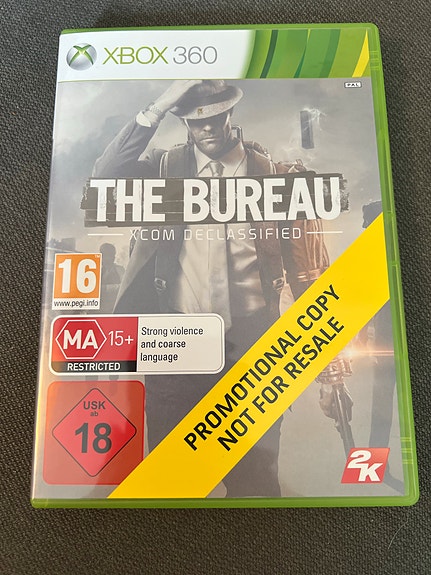 XBOX 360
PAL
THE BUREAU
XCOM DECLASSIFIED
16
www.pegi.info
MA 15+
RESTRICTED
Strong violence
and coarse
language
USK
ab
18
PROMOTIONAL COPY
NOT FOR RESALE
2K